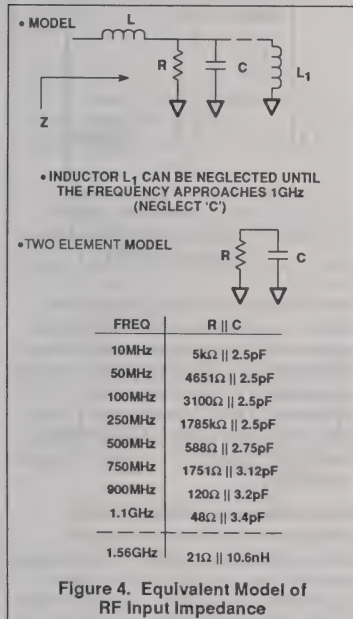 • MODEL
L
R
C
L1
Z
• INDUCTOR L1 CAN BE NEGLECTED UNTIL
THE FREQUENCY APPROACHES 1GHz
(NEGLECT 'C')
•TWO ELEMENT MODEL
R
C
FREQ R || C
10MHz 5kΩ || 2.5pF
50MHz 4651Ω || 2.5pF
100MHz 3100Ω || 2.5pF
250MHz 1785kΩ || 2.5pF
500MHz 588Ω || 2.75pF
750MHz 1751Ω || 3.12pF
900MHz 120Ω || 3.2pF
1.1GHz 48Ω || 3.4pF
1.56GHz 21Ω || 10.6nH
Figure 4. Equivalent Model of
RF Input Impedance